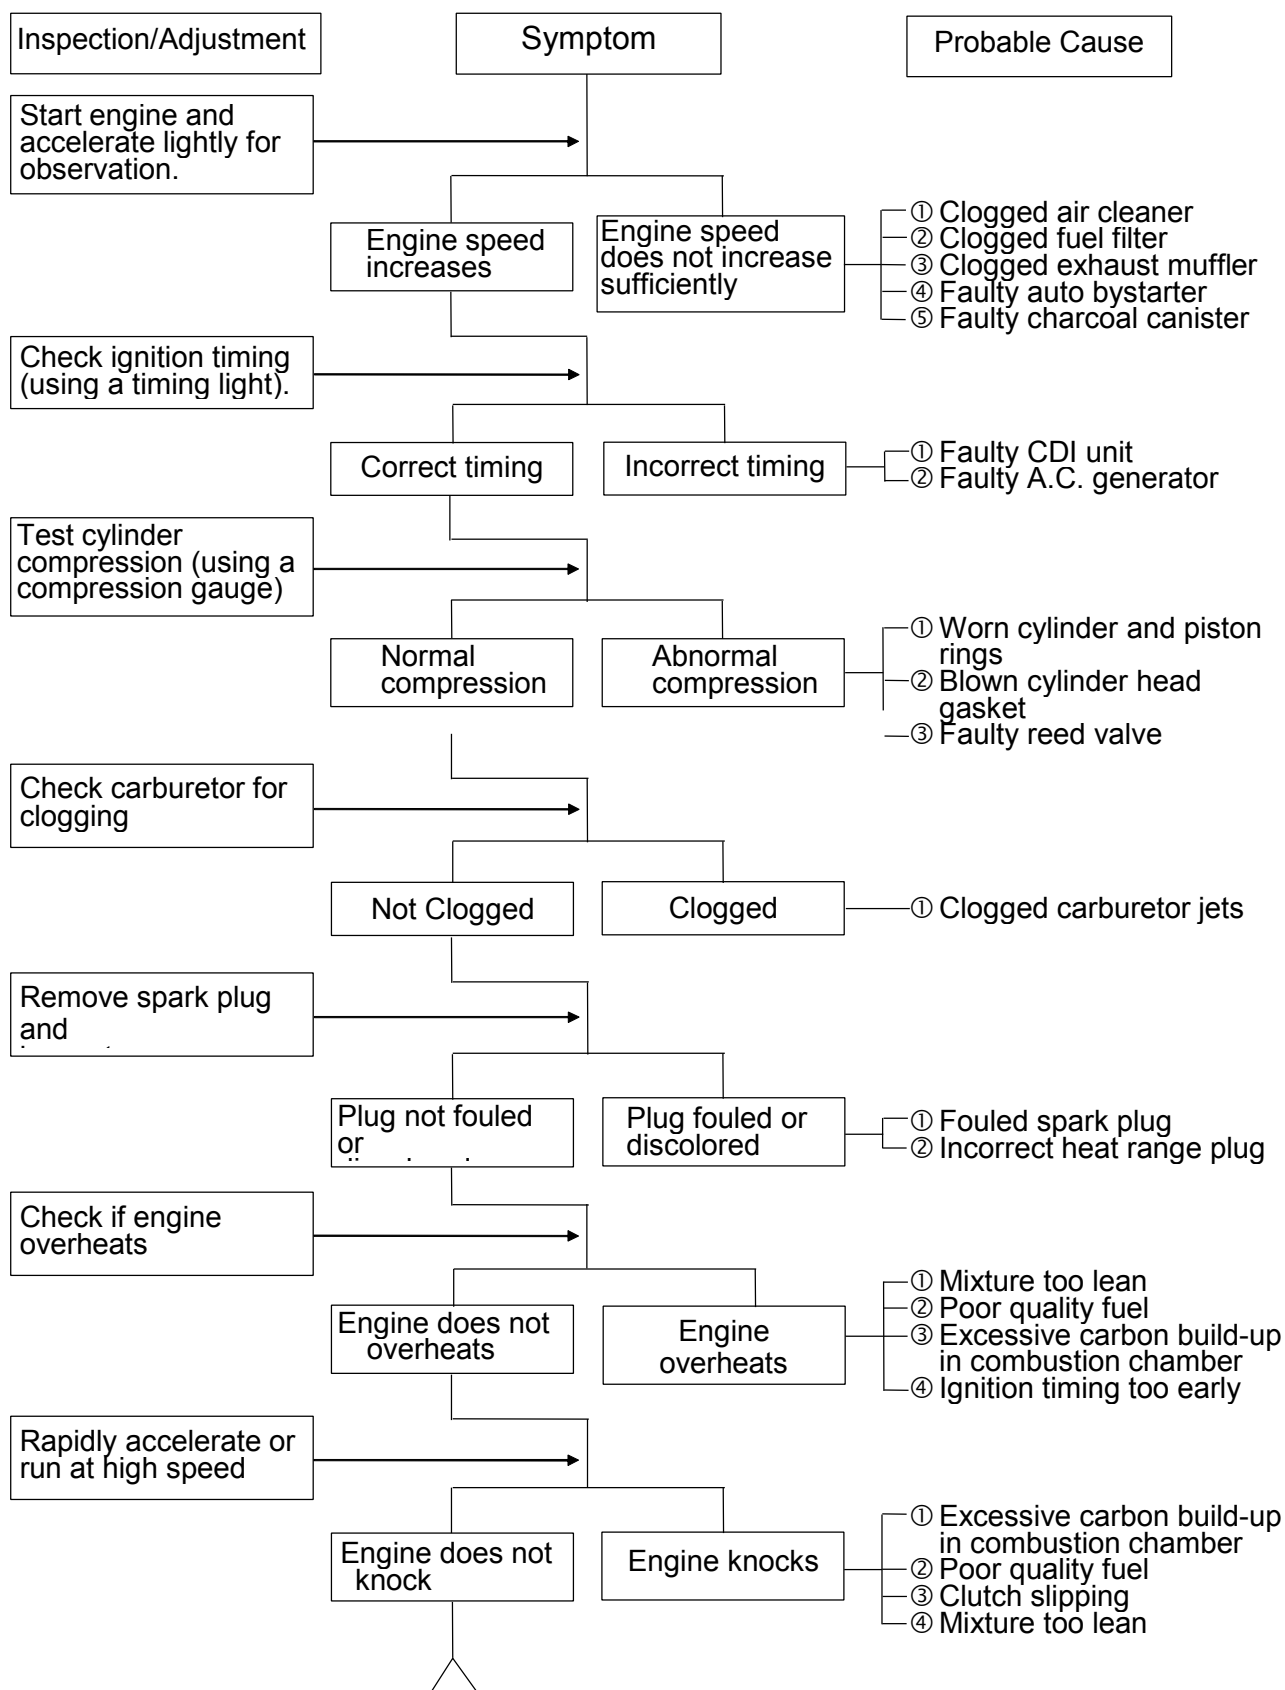 Inspection/Adjustment
Symptom
Probable Cause
Start engine and
accelerate lightly for
observation.
Engine speed
increases
Engine speed
does not increase
sufficiently
① Clogged air cleaner
② Clogged fuel filter
③ Clogged exhaust muffler
④ Faulty auto bystarter
⑤ Faulty charcoal canister
Check ignition timing
(using a timing light).
Correct timing
Incorrect timing
① Faulty CDI unit
② Faulty A.C. generator
Test cylinder
compression (using a
compression gauge)
Normal
compression
Abnormal
compression
① Worn cylinder and piston
rings
② Blown cylinder head
gasket
③ Faulty reed valve
Check carburetor for
clogging
Not Clogged
Clogged
① Clogged carburetor jets
Remove spark plug
and
Plug not fouled
or
Plug fouled or
discolored
① Fouled spark plug
② Incorrect heat range plug
Check if engine
overheats
Engine does not
overheats
Engine
overheats
① Mixture too lean
② Poor quality fuel
③ Excessive carbon build-up
in combustion chamber
④ Ignition timing too early
Rapidly accelerate or
run at high speed
Engine does not
knock
Engine knocks
① Excessive carbon build-up
in combustion chamber
② Poor quality fuel
③ Clutch slipping
④ Mixture too lean